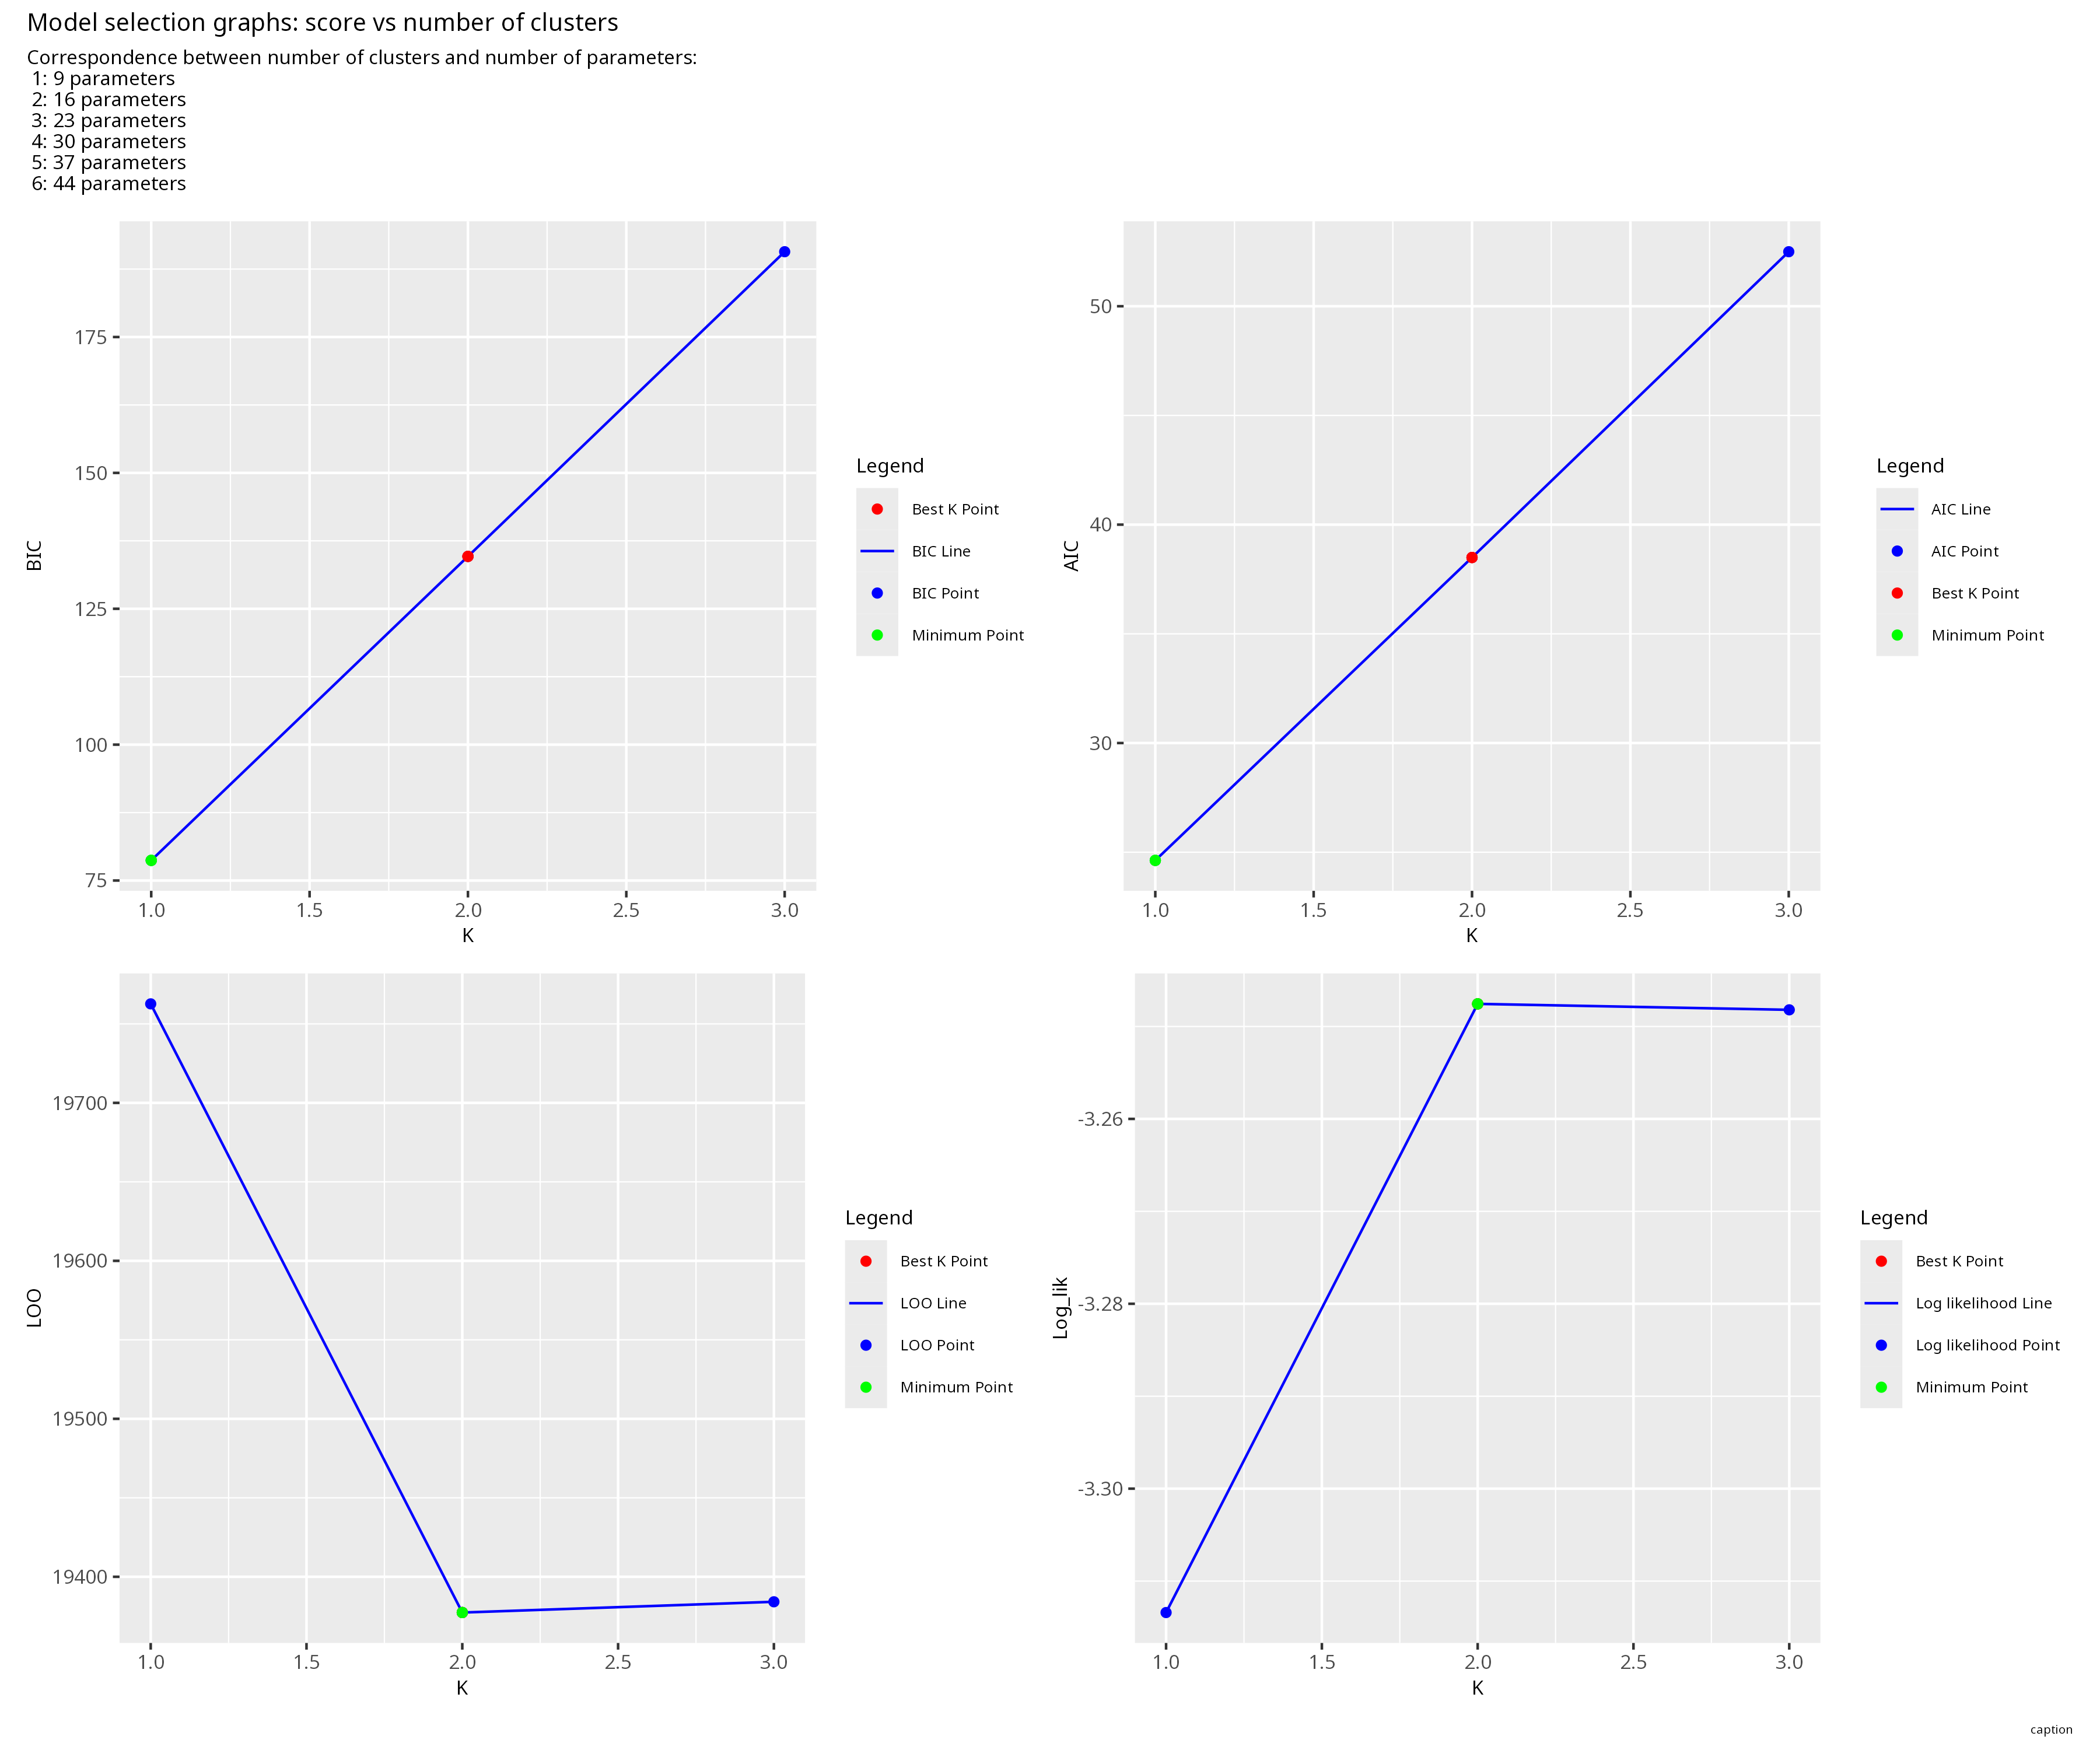 Model selection graphs: score vs number of clusters
Correspondence between number of clusters and number of parameters:
1: 9 parameters
2: 16 parameters
3: 23 parameters
4: 30 parameters
5: 37 parameters
6: 44 parameters
BIC
175
150
125
100
75
1.0 1.5 2.0 2.5 3.0
K
Legend
Best K Point
BIC Line
BIC Point
Minimum Point
AIC
50
40
30
1.0 1.5 2.0 2.5 3.0
K
Legend
AIC Line
AIC Point
Best K Point
Minimum Point
LOO
19700
19600
19500
19400
1.0 1.5 2.0 2.5 3.0
K
Legend
Best K Point
LOO Line
LOO Point
Minimum Point
Log_lik
-3.26
-3.28
-3.30
1.0 1.5 2.0 2.5 3.0
K
Legend
Best K Point
Log likelihood Line
Log likelihood Point
Minimum Point
caption